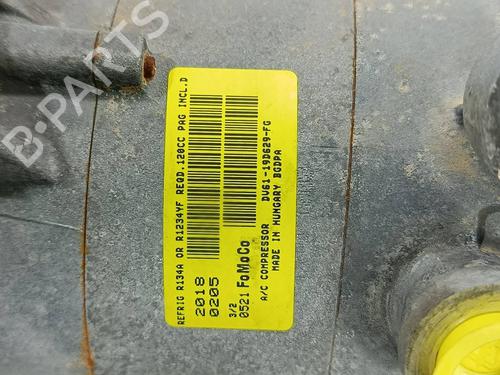 REFRIG R134A OR R1234YF REQD.120CC PAG INCL.D
2018
0205
3/2
0521 FoMoCo
A/C COMPRESSOR DV61-19D629-FG
MADE IN HUNGARY BGDPA
B-PARTS